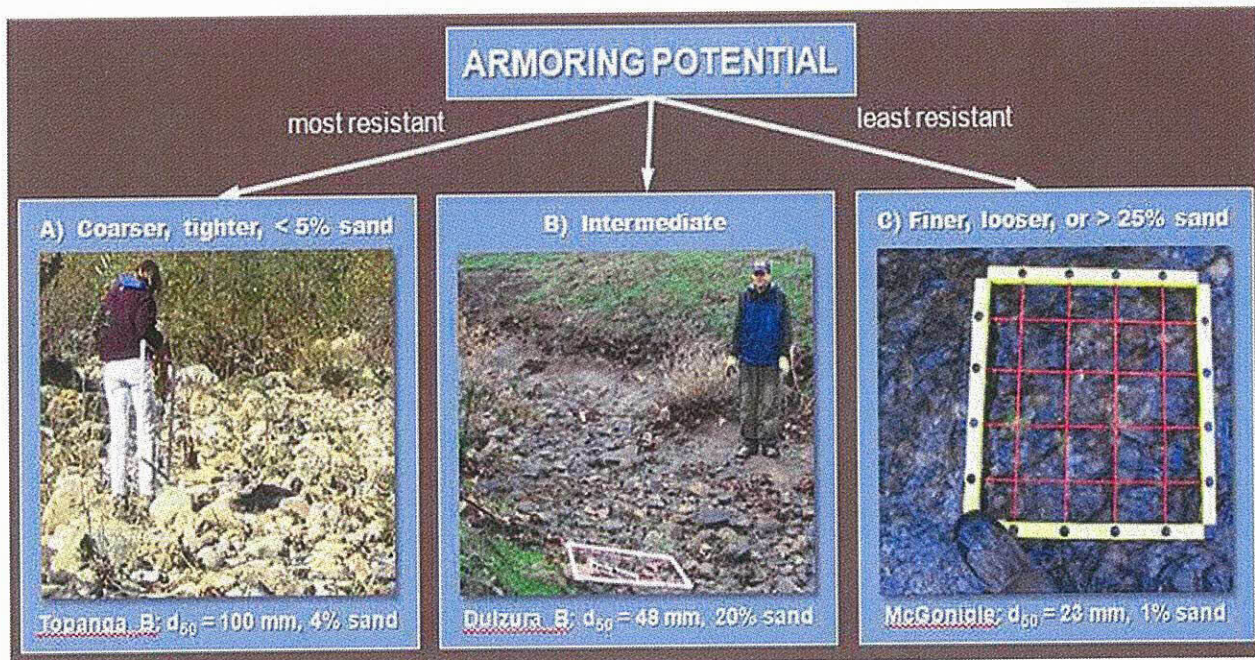 ARMORING POTENTIAL
most resistant
least resistant
A) Coarser, tighter, < 5% sand
B) Intermediate
C) Finer, looser, or > 25% sand
Topanga_B: d50 = 100 mm, 4% sand
Dulzura_B: d50 = 48 mm, 20% sand
McGonigle: d50 = 23 mm, 1% sand